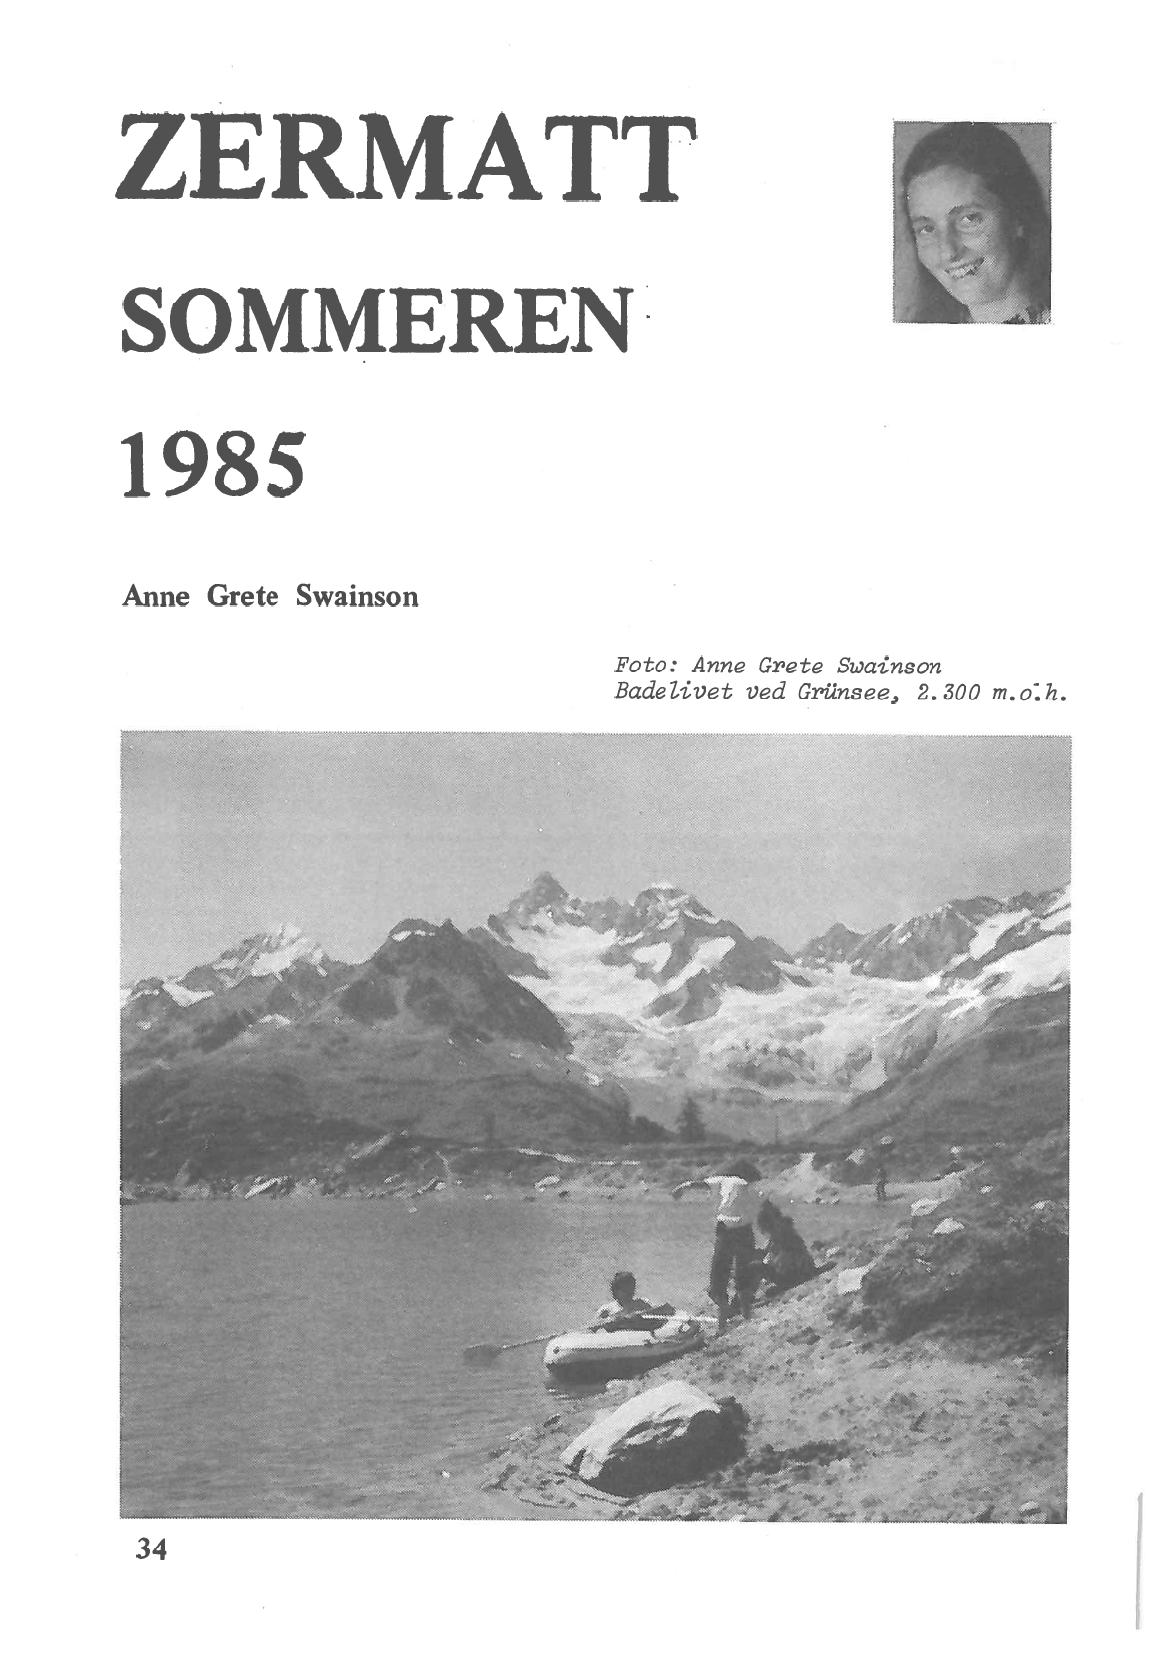 ZERMATT
SOMMEREN
1985
Anne Grete Swainson
Foto: Anne Grete Swainson
Badelivet ved Grünsee, 2.300 m.o.h.
34